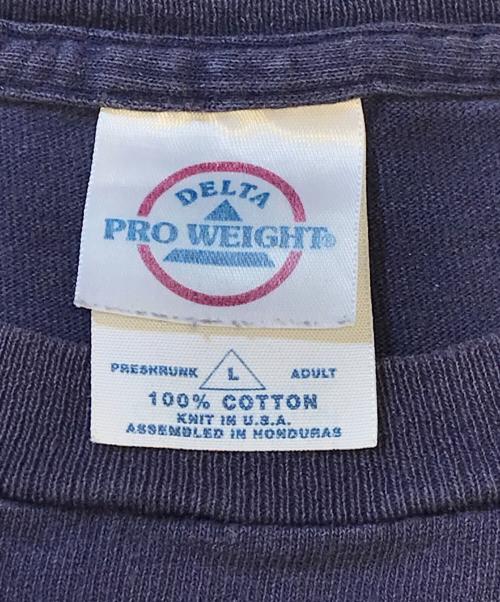 DELTA
PRO WEIGHT®
PRESHRUNK L ADULT
100% COTTON
KNIT IN U.S.A.
ASSEMBLED IN HONDURAS